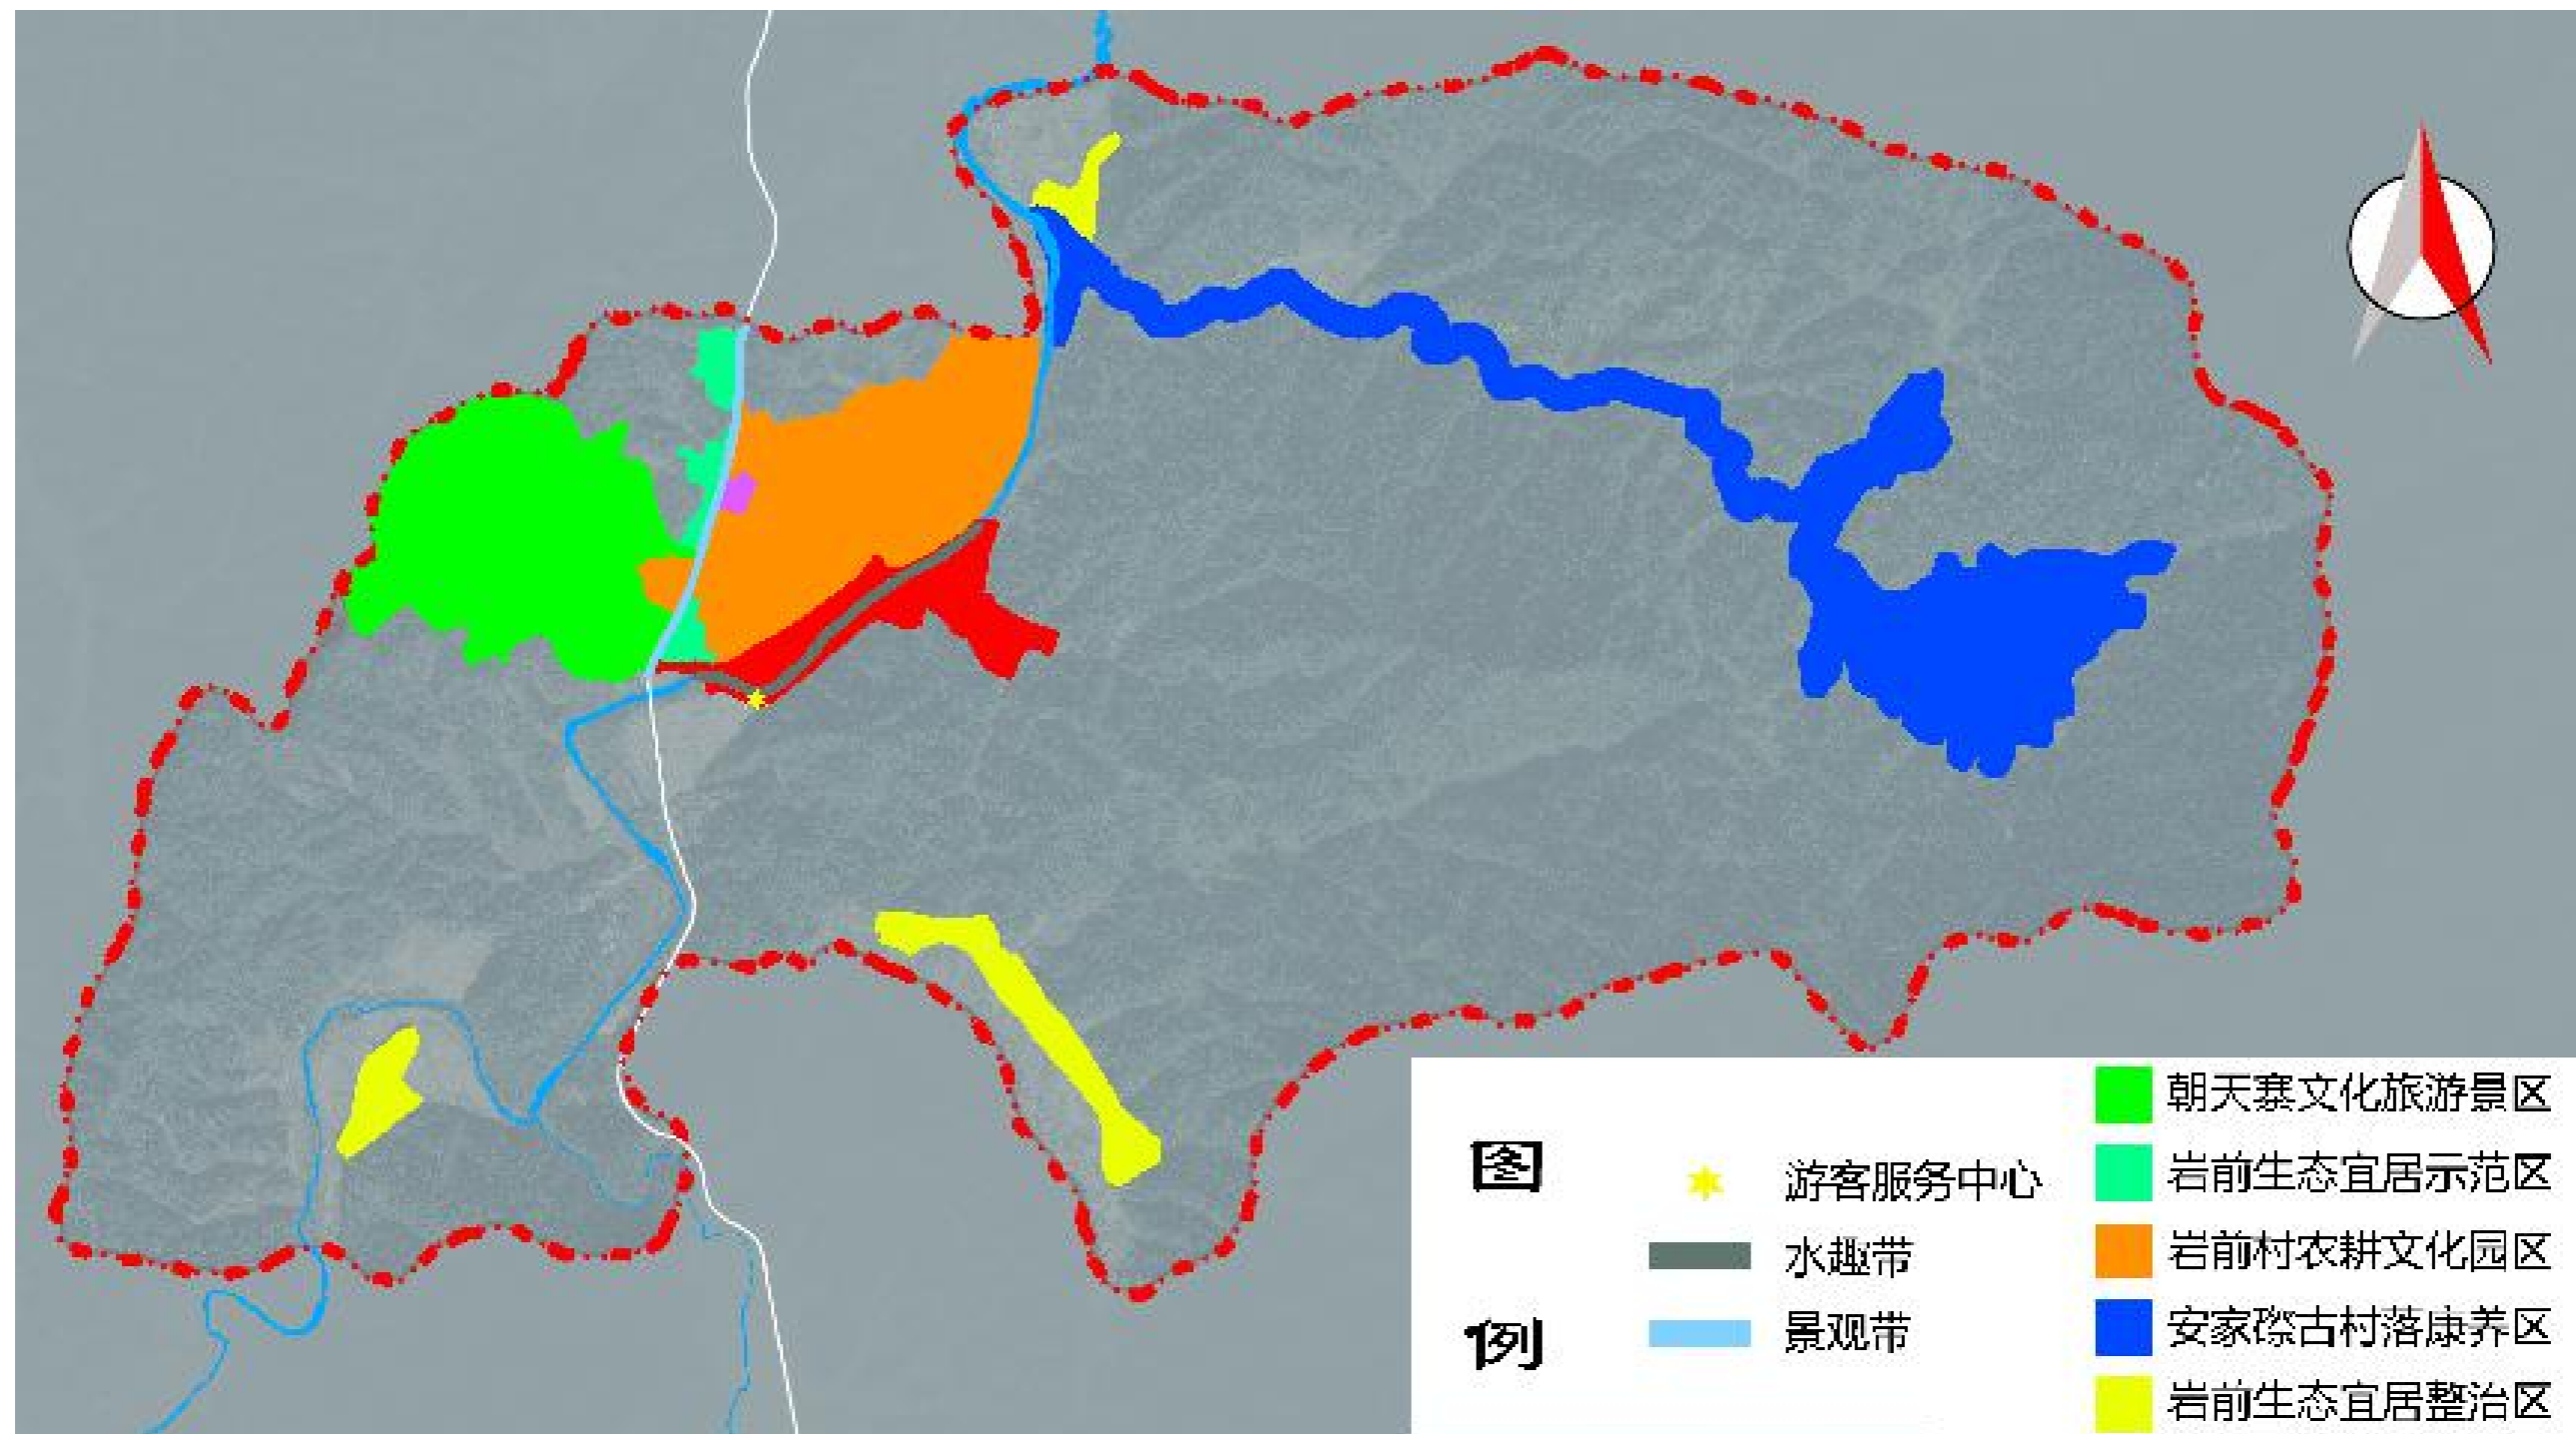 图例
游客服务中心
水趣带
景观带
朝天寨文化旅游景区
岩前生态宜居示范区
岩前村农耕文化园区
安家磜古村落康养区
岩前生态宜居整治区